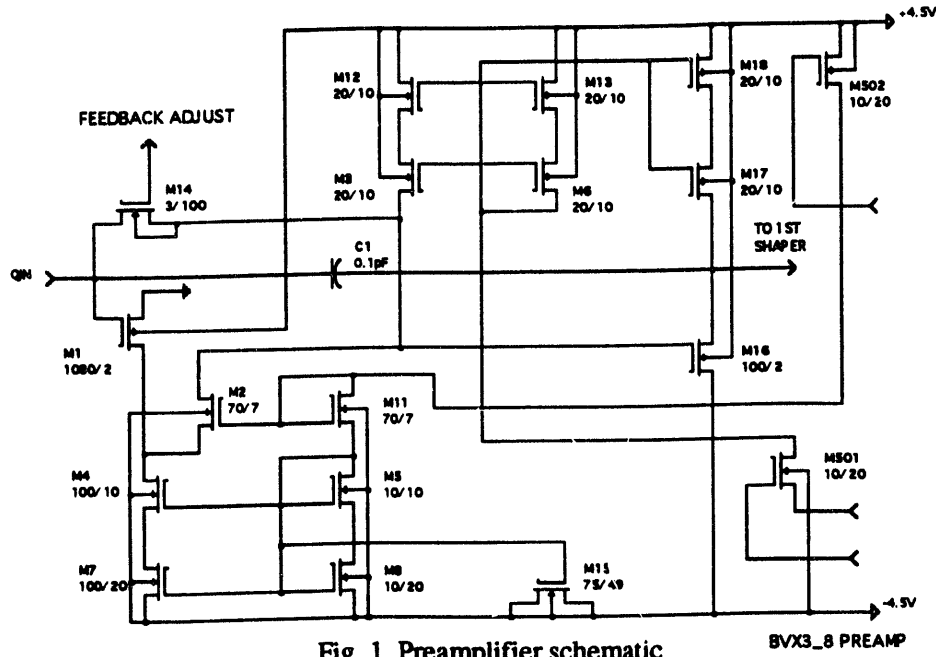 +4.5V
M12
20/10
M13
20/10
M18
20/10
M502
10/20
FEEDBACK ADJUST
M14
3/100
M3
20/10
M6
20/10
M17
20/10
TO 1ST
SHAPER
C1
0.1pF
QIN
M1
1080/2
M2
70/7
M11
70/7
M16
100/2
M4
100/10
M5
10/10
M501
10/20
M7
100/20
M8
10/20
M15
75/49
-4.5V
BVX3_8 PREAMP
Fig. 1 Preamplifier schematic